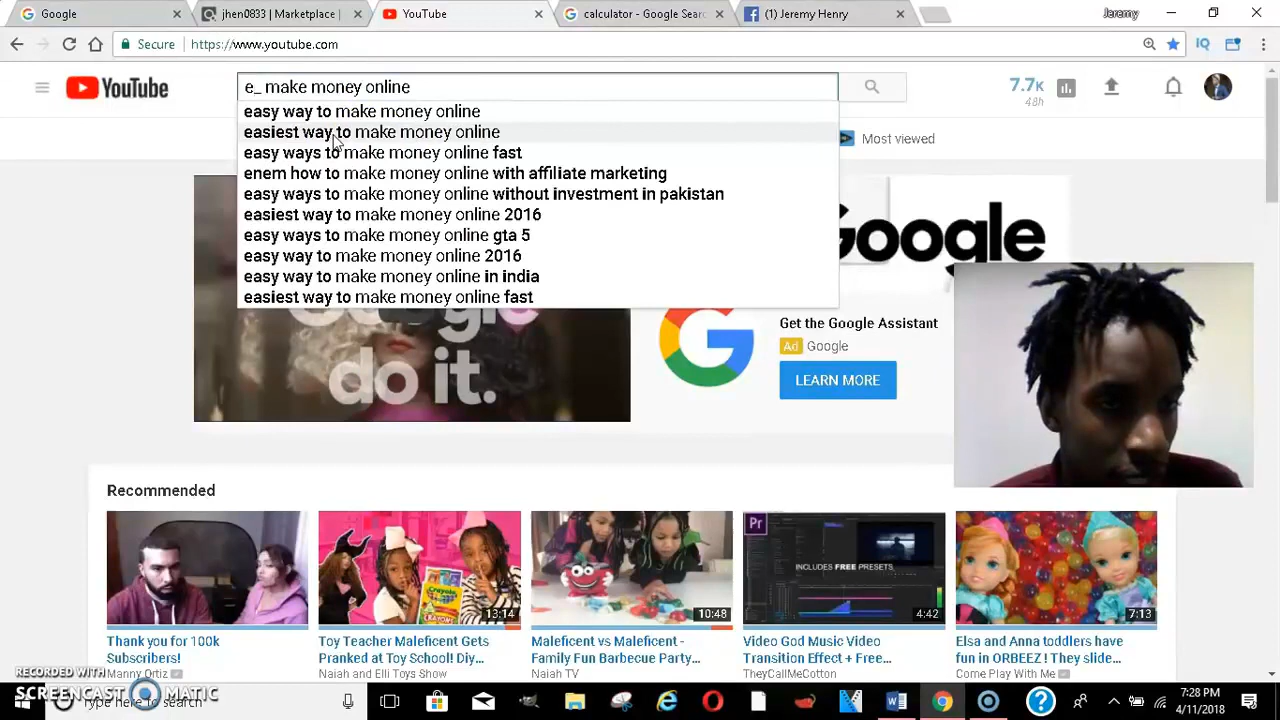 Google
jhen0833 | Marketplace |
YouTube
calculator - Google Sear
(1) Jeremy Henry
Jeremy
Secure
https://www.youtube.com
YouTube
e_ make money online
7.7K
48h
easy way to make money online
easiest way to make money online
easy ways to make money online fast
enem how to make money online with affiliate marketing
easy ways to make money online without investment in pakistan
easiest way to make money online 2016
easy ways to make money online gta 5
easy way to make money online 2016
easy way to make money online in india
easiest way to make money online fast
Most viewed
Google
do it.
Google
Get the Google Assistant
Ad Google
LEARN MORE
Recommended
Pr
INCLUDES FREE PRESETS
13:14
10:48
4:42
7:13
Thank you for 100k
Subscribers!
Manny Ortiz
Toy Teacher Maleficent Gets
Pranked at Toy School! Diy...
Naiah and Elli Toys Show
Maleficent vs Maleficent -
Family Fun Barbecue Party...
Naiah TV
Video God Music Video
Transition Effect + Free...
TheyCallMeCotton
Elsa and Anna toddlers have
fun in ORBEEZ ! They slide...
Come Play With Me
RECORDED WITH
SCREENCAST MATIC
Type here to search
7:28 PM
4/11/2018